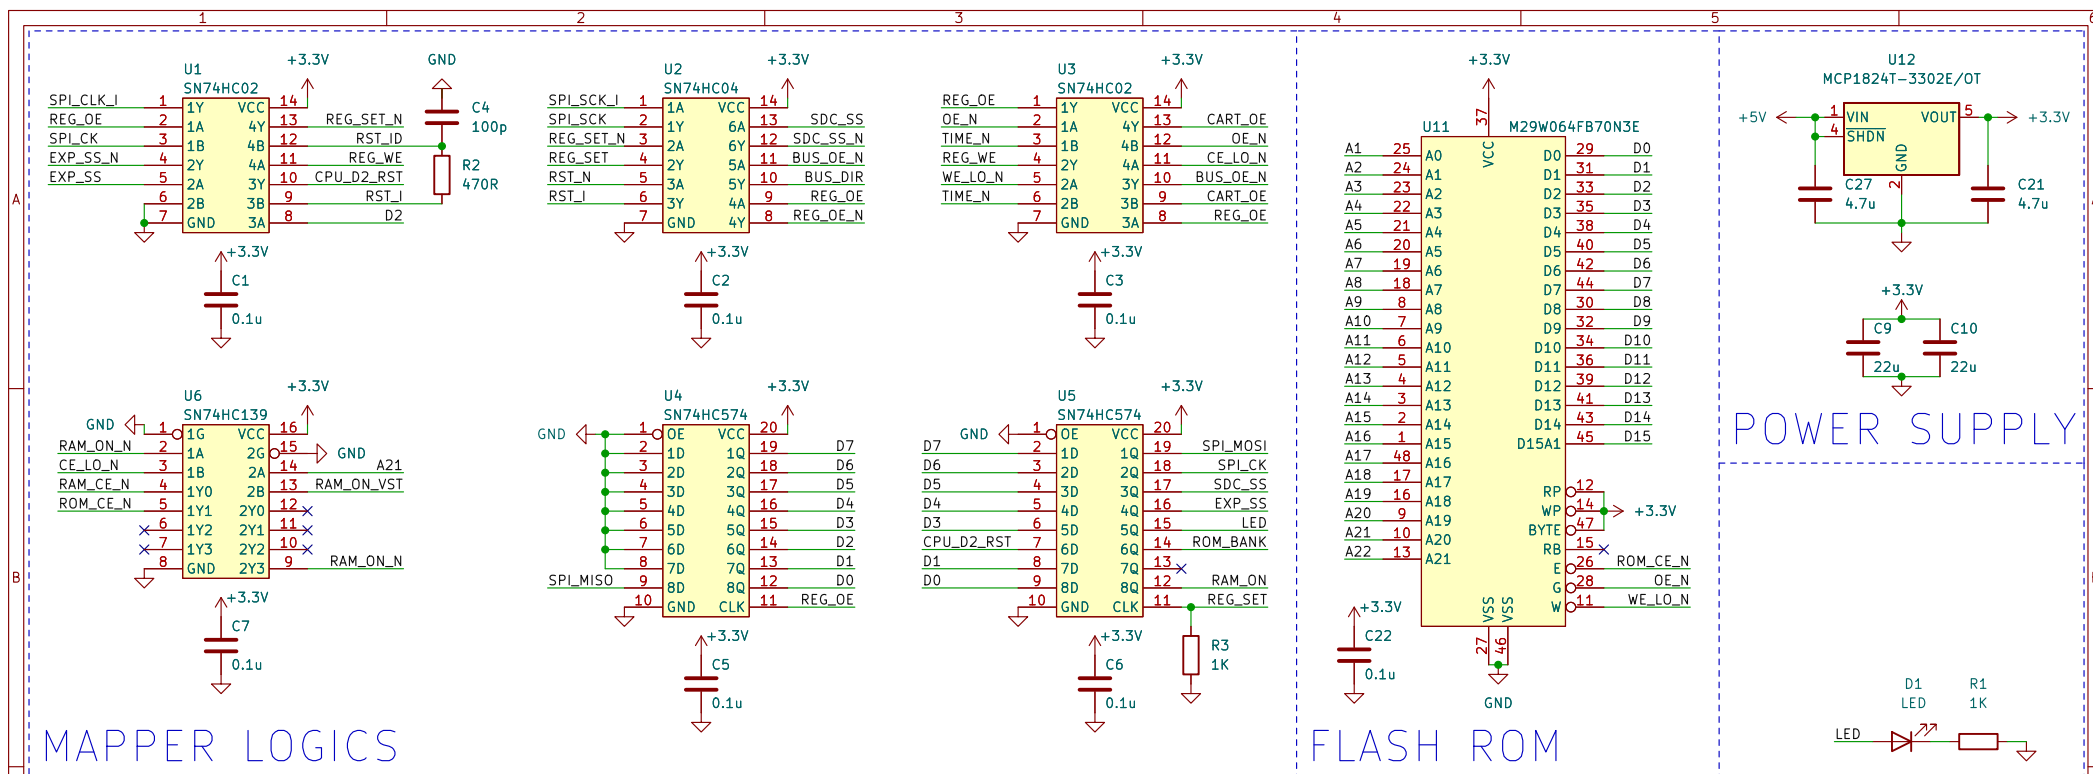 1 2 3 4 5 6
A
B
U1
SN74HC02
+3.3V
SPI_CLK_I 1 1Y VCC 14
REG_OE 2 1A 4Y 13 REG_SET_N
SPI_CK 3 1B 4B 12 RST_ID
EXP_SS_N 4 2Y 4A 11 REG_WE
EXP_SS 5 2A 3Y 10 CPU_D2_RST
6 2B 3B 9 RST_I
7 GND 3A 8 D2
GND
C4
100p
R2
470R
+3.3V
C1
0.1u
U2
SN74HC04
+3.3V
SPI_SCK_I 1 1A VCC 14
SPI_SCK 2 1Y 6A 13 SDC_SS
REG_SET_N 3 2A 6Y 12 SDC_SS_N
REG_SET 4 2Y 5A 11 BUS_OE_N
RST_N 5 3A 5Y 10 BUS_DIR
RST_I 6 3Y 4A 9 REG_OE
7 GND 4Y 8 REG_OE_N
+3.3V
C2
0.1u
U3
SN74HC02
+3.3V
REG_OE 1 1Y VCC 14
OE_N 2 1A 4Y 13 CART_OE
TIME_N 3 1B 4B 12 OE_N
REG_WE 4 2Y 4A 11 CE_LO_N
WE_LO_N 5 2A 3Y 10 BUS_OE_N
TIME_N 6 2B 3B 9 CART_OE
7 GND 3A 8 REG_OE
+3.3V
C3
0.1u
U6
SN74HC139
+3.3V
GND 1 1G VCC 16
RAM_ON_N 2 1A 2G 15 GND
CE_LO_N 3 1B 2A 14 A21
RAM_CE_N 4 1Y0 2B 13 RAM_ON_VST
ROM_CE_N 5 1Y1 2Y0 12
6 1Y2 2Y1 11
7 1Y3 2Y2 10
8 GND 2Y3 9 RAM_ON_N
+3.3V
C7
0.1u
U4
SN74HC574
+3.3V
GND 1 OE VCC 20
2 1D 1Q 19 D7
3 2D 2Q 18 D6
4 3D 3Q 17 D5
5 4D 4Q 16 D4
6 5D 5Q 15 D3
7 6D 6Q 14 D2
8 7D 7Q 13 D1
SPI_MISO 9 8D 8Q 12 D0
10 GND CLK 11 REG_OE
+3.3V
C5
0.1u
U5
SN74HC574
+3.3V
GND 1 OE VCC 20
D7 2 1D 1Q 19 SPI_MOSI
D6 3 2D 2Q 18 SPI_CK
D5 4 3D 3Q 17 SDC_SS
D4 5 4D 4Q 16 EXP_SS
D3 6 5D 5Q 15 LED
CPU_D2_RST 7 6D 6Q 14 ROM_BANK
D1 8 7D 7Q 13
D0 9 8D 8Q 12 RAM_ON
10 GND CLK 11 REG_SET
R3
1K
+3.3V
C6
0.1u
MAPPER LOGICS
+3.3V
37
VCC
U11 M29W064FB70N3E
A1 25 A0 D0 29 D0
A2 24 A1 D1 31 D1
A3 23 A2 D2 33 D2
A4 22 A3 D3 35 D3
A5 21 A4 D4 38 D4
A6 20 A5 D5 40 D5
A7 19 A6 D6 42 D6
A8 18 A7 D7 44 D7
A9 8 A8 D8 30 D8
A10 7 A9 D9 32 D9
A11 6 A10 D10 34 D10
A12 5 A11 D11 36 D11
A13 4 A12 D12 39 D12
A14 3 A13 D13 41 D13
A15 2 A14 D14 43 D14
A16 1 A15 D15A1 45 D15
A17 48 A16
A18 17 A17 RP 12
A19 16 A18 WP 14 +3.3V
A20 9 A19 BYTE 47
A21 10 A20 RB 15
A22 13 A21 E 26 ROM_CE_N
G 28 OE_N
W 11 WE_LO_N
VSS VSS
27 46
GND
+3.3V
C22
0.1u
FLASH ROM
U12
MCP1824T-3302E/OT
+5V 1 VIN VOUT 5 +3.3V
4 SHDN
GND
2
C27
4.7u
C21
4.7u
+3.3V
C9 C10
22u 22u
POWER SUPPLY
D1 R1
LED 1K
LED